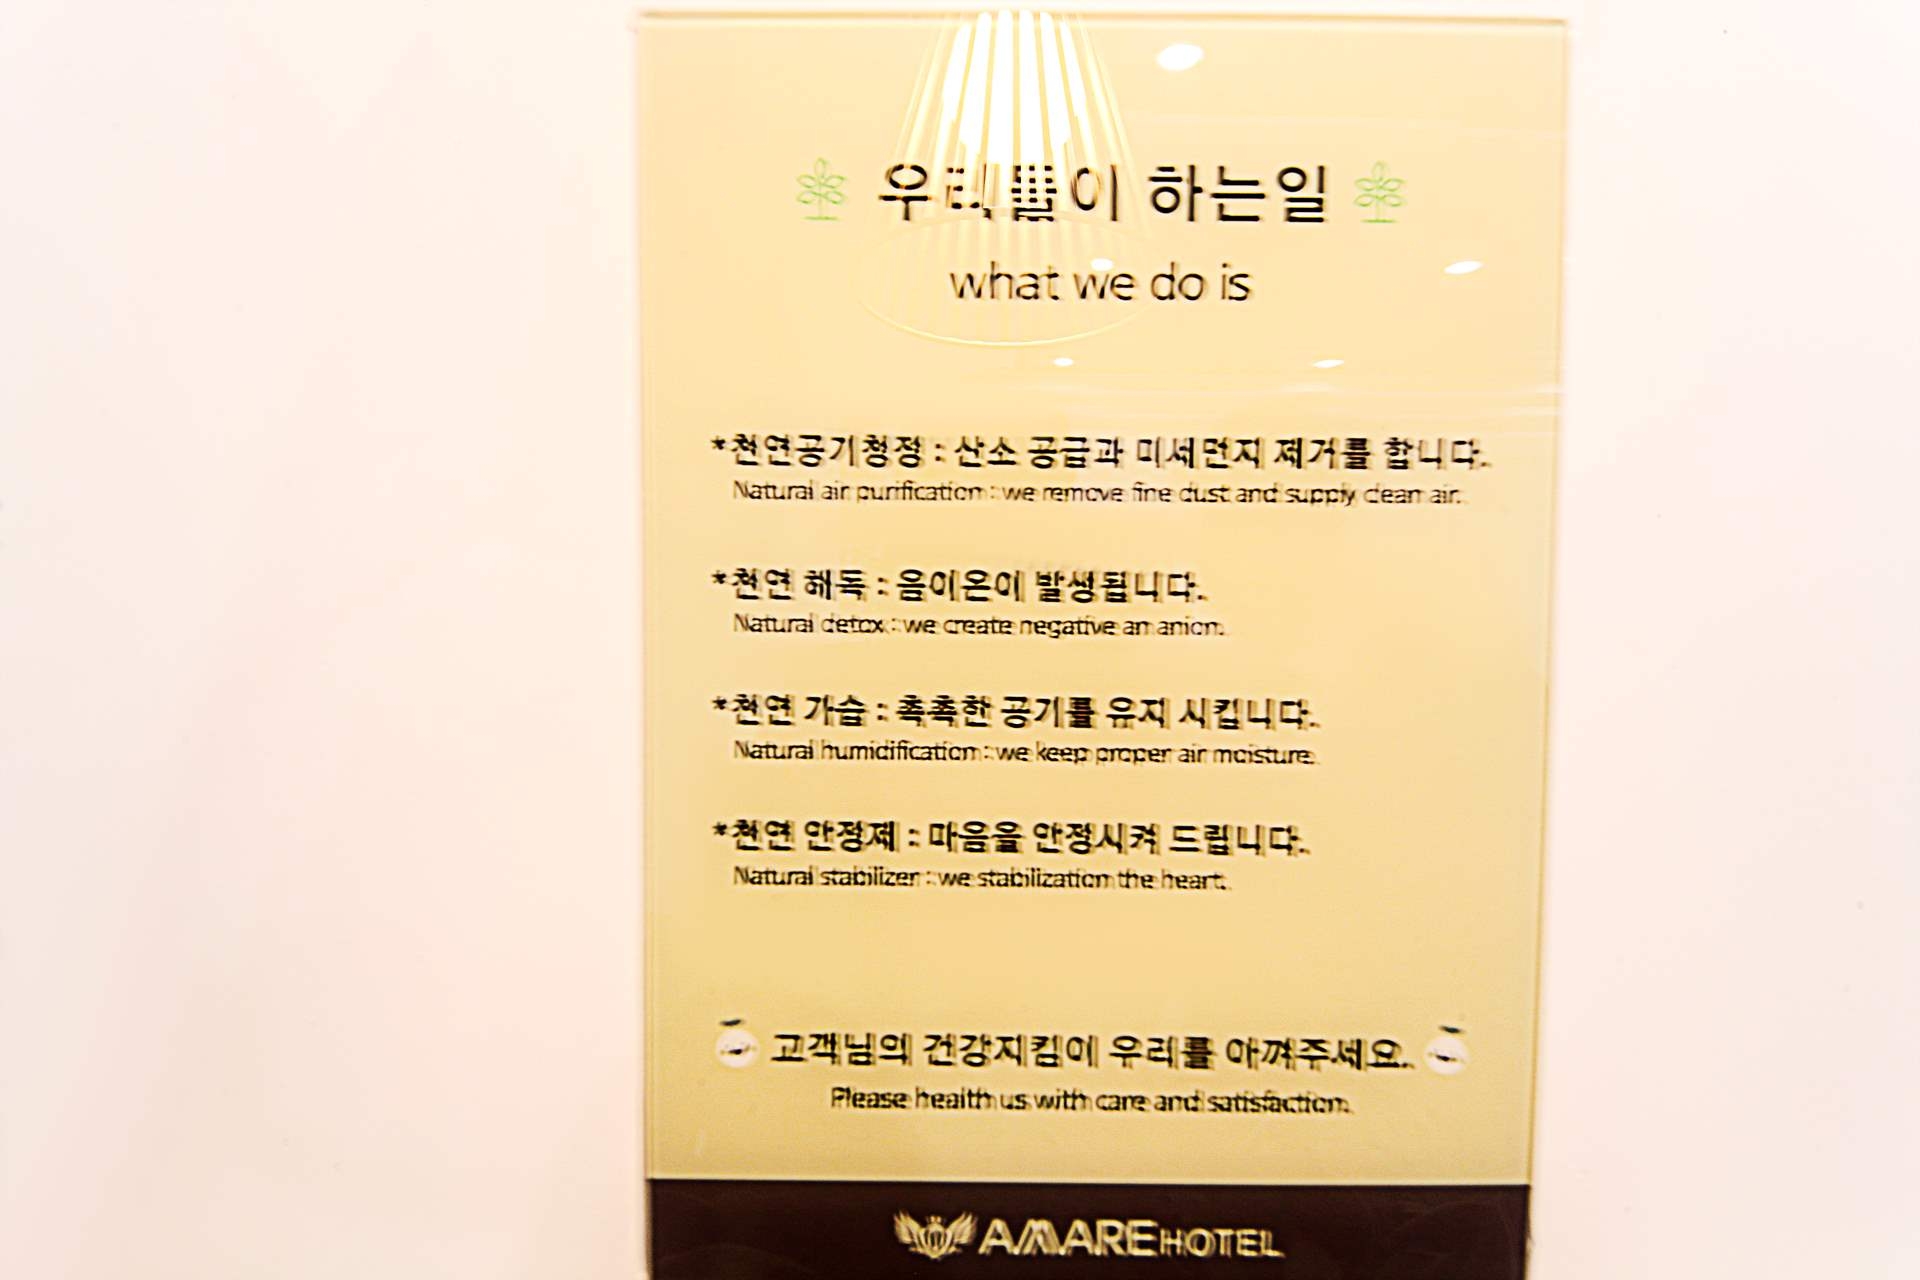 우리들이 하는일
what we do is
*천연공기청정 : 산소 공급과 미세먼지 제거를 합니다.
Natural air purification : we remove fine dust and supply clean air.
*천연 해독 : 음이온이 발생됩니다.
Natural detox : we create negative an anion.
*천연 가습 : 촉촉한 공기를 유지 시킵니다.
Natural humidification : we keep proper air moisture.
*천연 안정제 : 마음을 안정시켜 드립니다.
Natural stabilizer : we stabilization the heart.
고객님의 건강지킴이 우리를 아껴주세요.
Please health us with care and satisfaction.
AMARE HOTEL